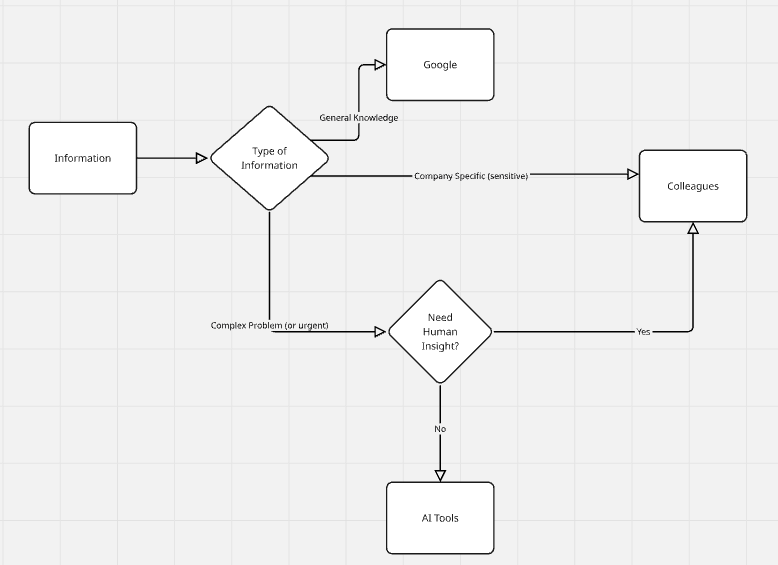 Google
General Knowledge
Information
Type of
Information
Company Specific (sensitive)
Colleagues
Complex Problem (or urgent)
Need
Human
Insight?
Yes
No
AI Tools